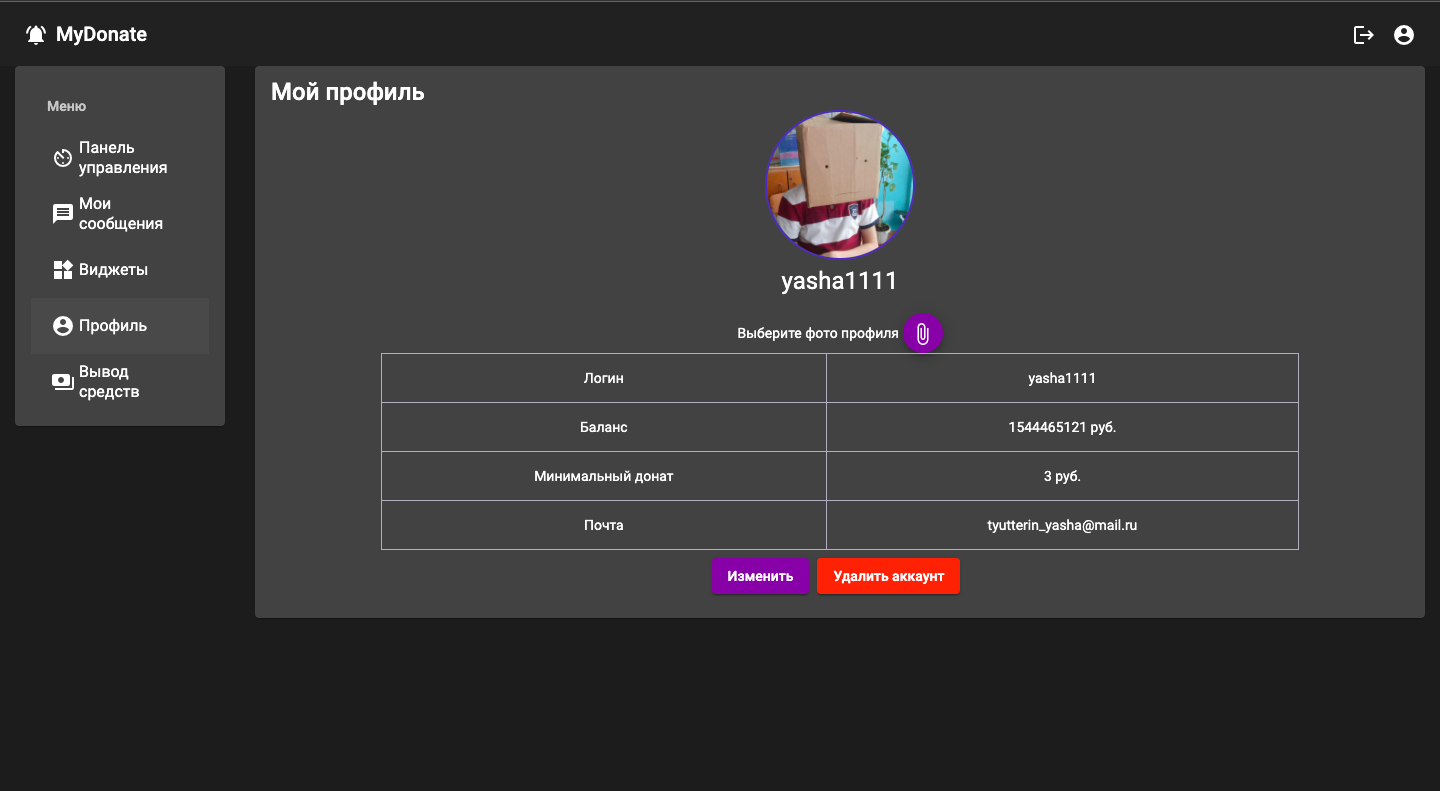 MyDonate
Меню
Панель
управления
Мои
сообщения
Виджеты
Профиль
Вывод
средств
Мой профиль
yasha1111
Выберите фото профиля
Логин yasha1111
Баланс 1544465121 руб.
Минимальный донат 3 руб.
Почта tyutterin_yasha@mail.ru
Изменить Удалить аккаунт